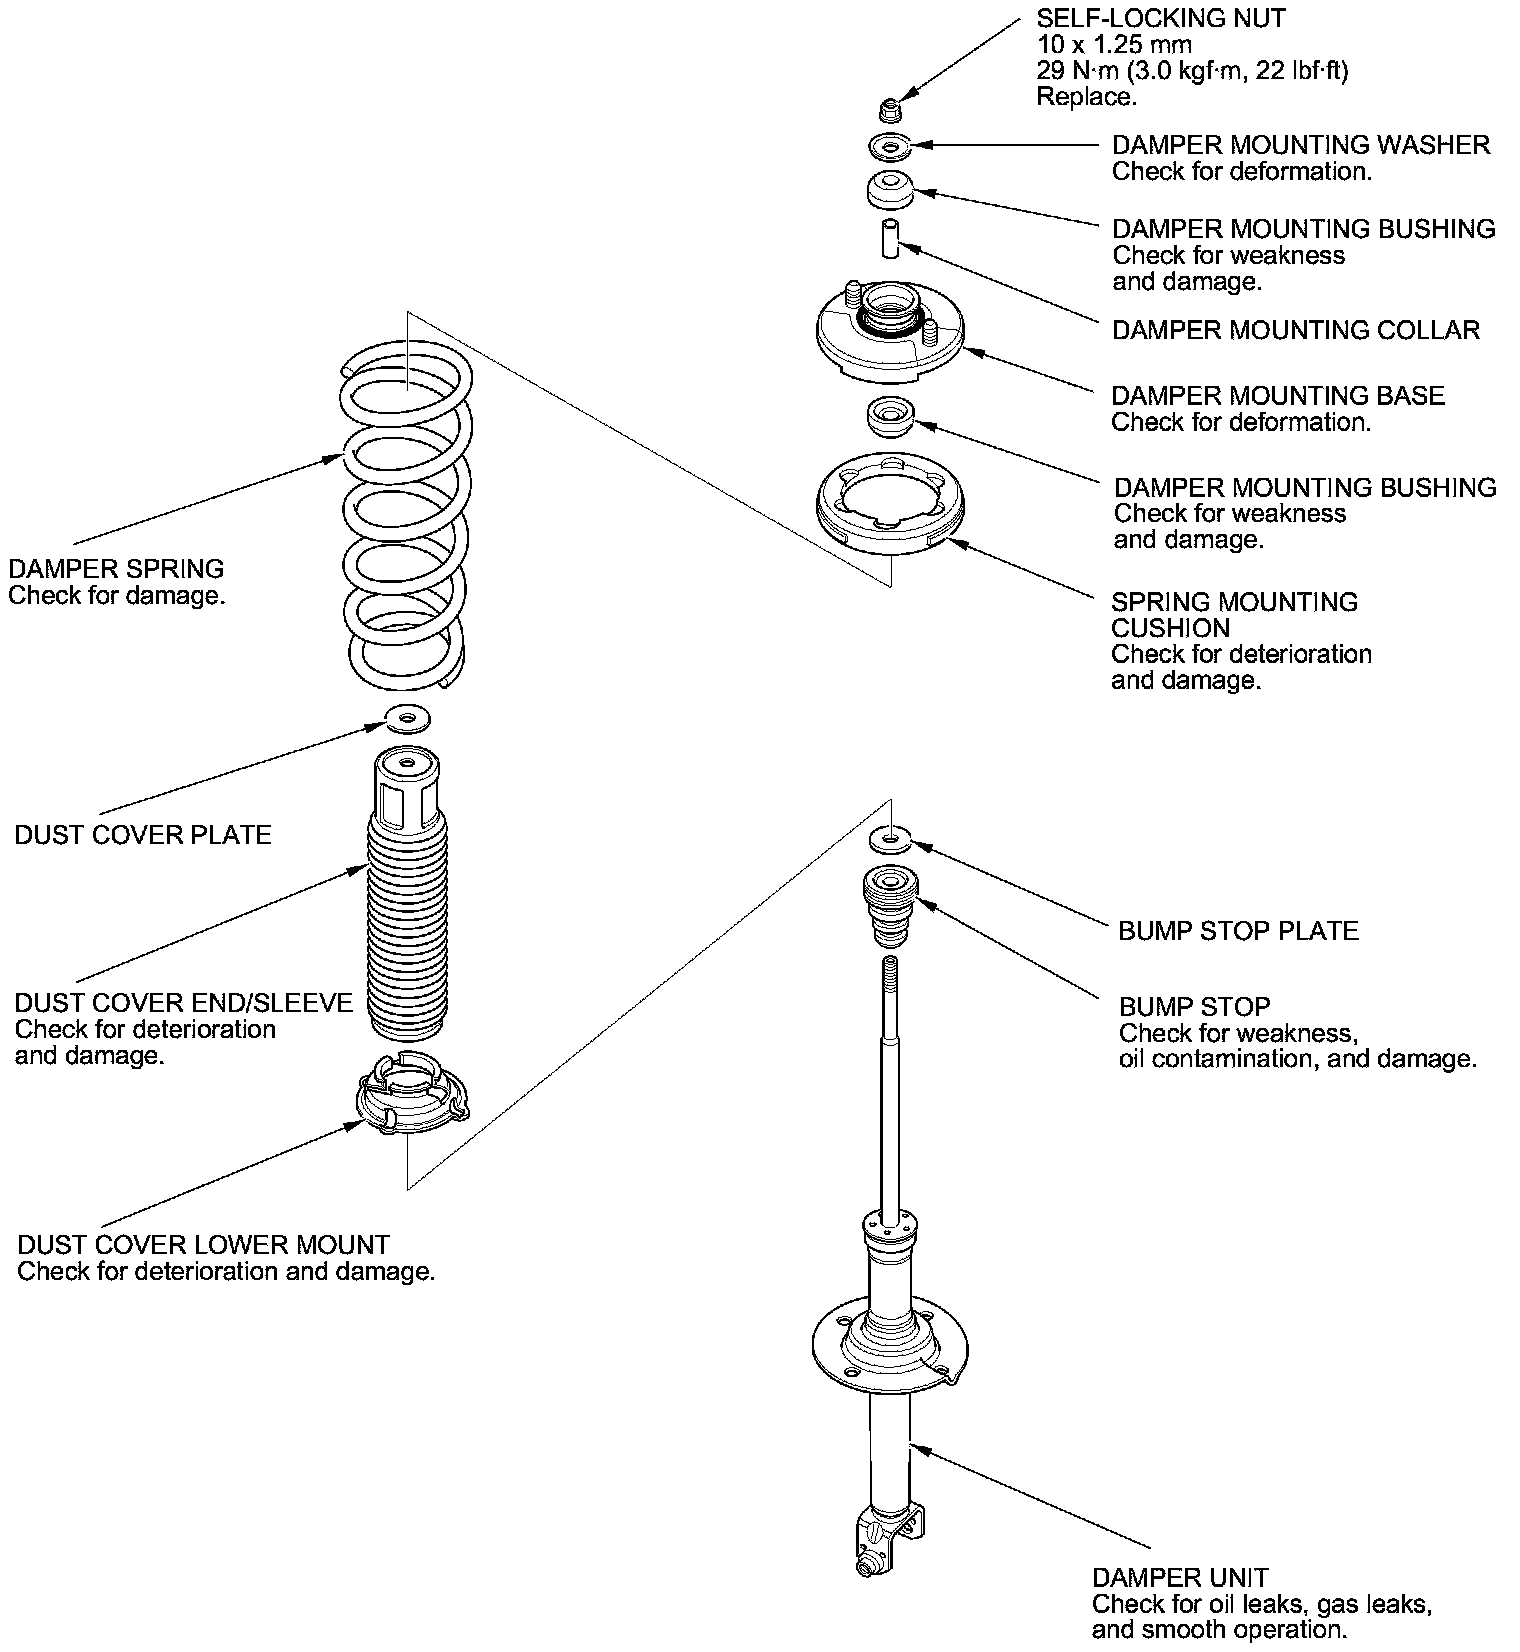 SELF-LOCKING NUT
10 x 1.25 mm
29 N·m (3.0 kgf·m, 22 lbf·ft)
Replace.
DAMPER MOUNTING WASHER
Check for deformation.
DAMPER MOUNTING BUSHING
Check for weakness
and damage.
DAMPER MOUNTING COLLAR
DAMPER MOUNTING BASE
Check for deformation.
DAMPER MOUNTING BUSHING
Check for weakness
and damage.
SPRING MOUNTING
CUSHION
Check for deterioration
and damage.
DAMPER SPRING
Check for damage.
DUST COVER PLATE
DUST COVER END/SLEEVE
Check for deterioration
and damage.
DUST COVER LOWER MOUNT
Check for deterioration and damage.
BUMP STOP PLATE
BUMP STOP
Check for weakness,
oil contamination, and damage.
DAMPER UNIT
Check for oil leaks, gas leaks,
and smooth operation.